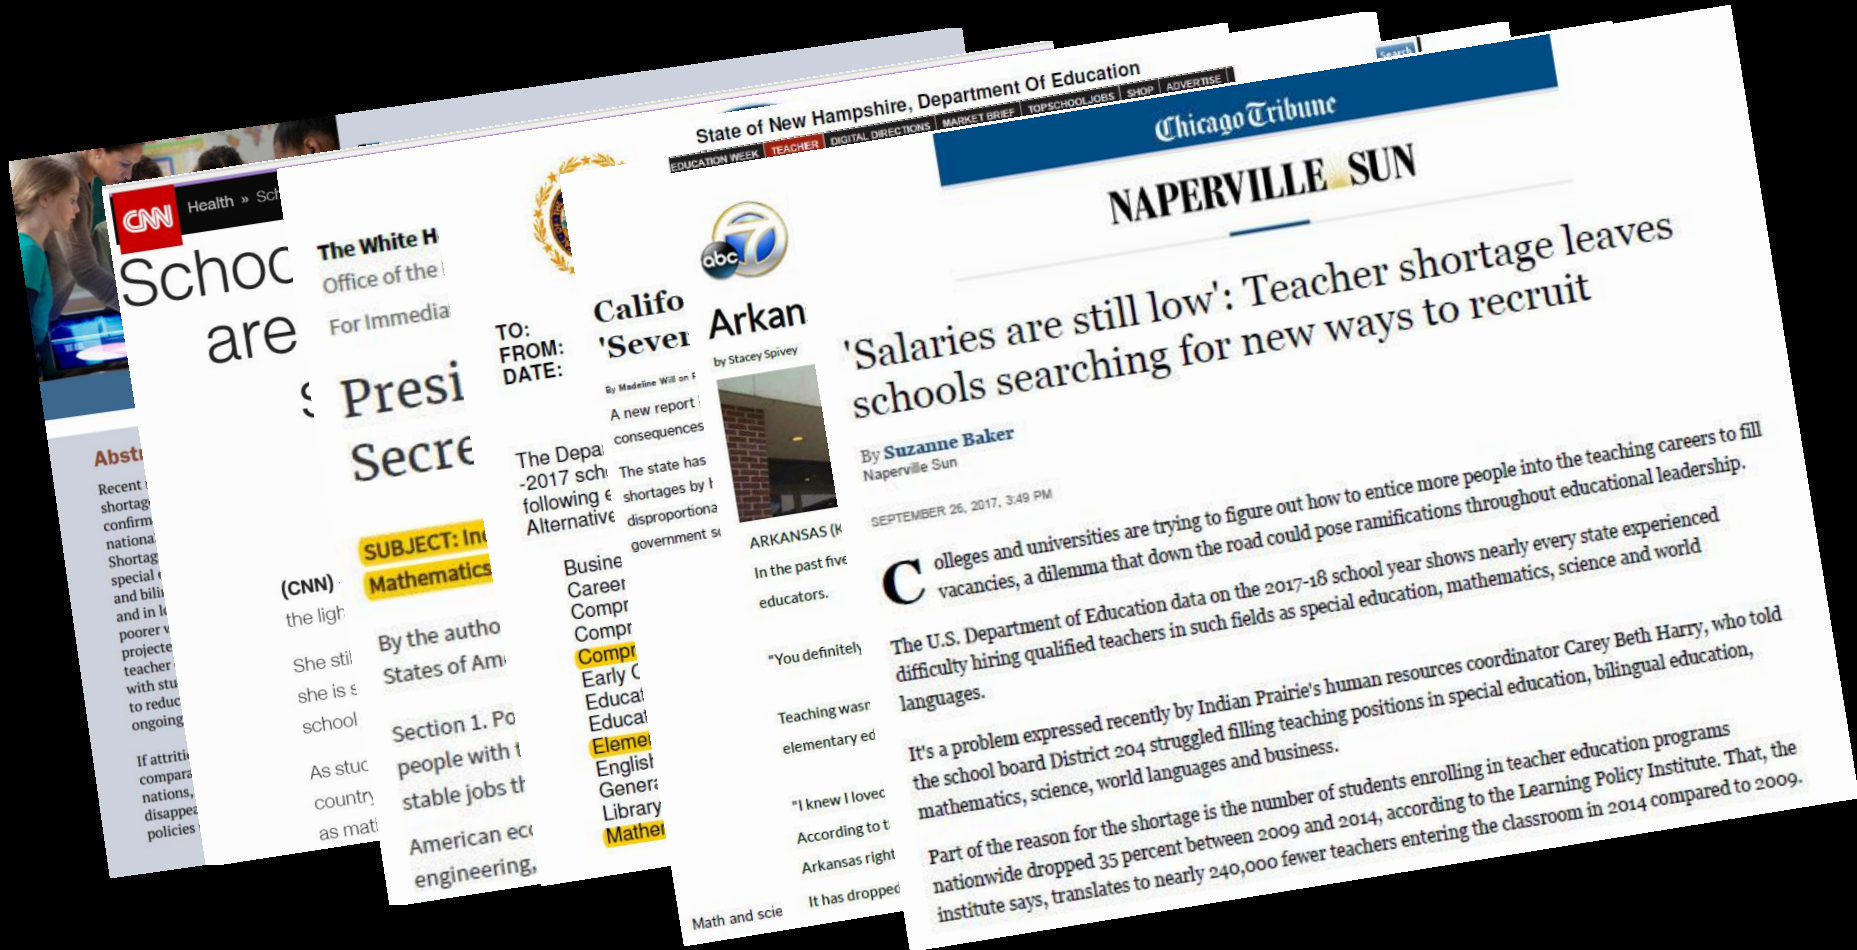 Abst
Recent
shortag
confirm
nationa
Shortag
special
and bilin
and in
poorer
projecte
teacher
with stu
to reduc
ongoing
If attriti
compara
nations,
disappea
policies
CNN
Health » Sch
Schoo
are
S
(CNN)
the ligh
She stil
she is s
school
As stud
country
as mat
The White H
Office of the
For Immedia
Presi
Secre
SUBJECT: Inc
Mathematics
By the autho
States of Am
Section 1. Po
people with t
stable jobs th
American eco
engineering,
State of New Hampshire, Department Of Education
TO:
FROM:
DATE:
The Depa
-2017 sch
following e
Alternative
Busine
Career
Compr
Compr
Compr
Early C
Educat
Educat
Elemen
English
Genera
Library
Mathem
EDUCATION WEEK TEACHER DIGITAL DIRECTIONS MARKET BRIEF TOPSCHOOLJOBS SHOP ADVERTISE
Califo
'Sever
By Madeline Will on
A new report
consequences
The state has
shortages by
disproportiona
government sc
Math and scie
Search
abc 7
Arkan
by Stacey Spivey
ARKANSAS (K
In the past five
educators.
"You definitely
Teaching wasn
elementary ed
"I knew I loved
According to t
Arkansas right
It has dropped
Chicago Tribune
NAPERVILLE SUN
'Salaries are still low': Teacher shortage leaves
schools searching for new ways to recruit
By Suzanne Baker
Naperville Sun
SEPTEMBER 26, 2017, 3:49 PM
Colleges and universities are trying to figure out how to entice more people into the teaching careers to fill
vacancies, a dilemma that down the road could pose ramifications throughout educational leadership.
The U.S. Department of Education data on the 2017-18 school year shows nearly every state experienced
difficulty hiring qualified teachers in such fields as special education, mathematics, science and world
languages.
It's a problem expressed recently by Indian Prairie's human resources coordinator Carey Beth Harry, who told
the school board District 204 struggled filling teaching positions in special education, bilingual education,
mathematics, science, world languages and business.
Part of the reason for the shortage is the number of students enrolling in teacher education programs
nationwide dropped 35 percent between 2009 and 2014, according to the Learning Policy Institute. That, the
institute says, translates to nearly 240,000 fewer teachers entering the classroom in 2014 compared to 2009.